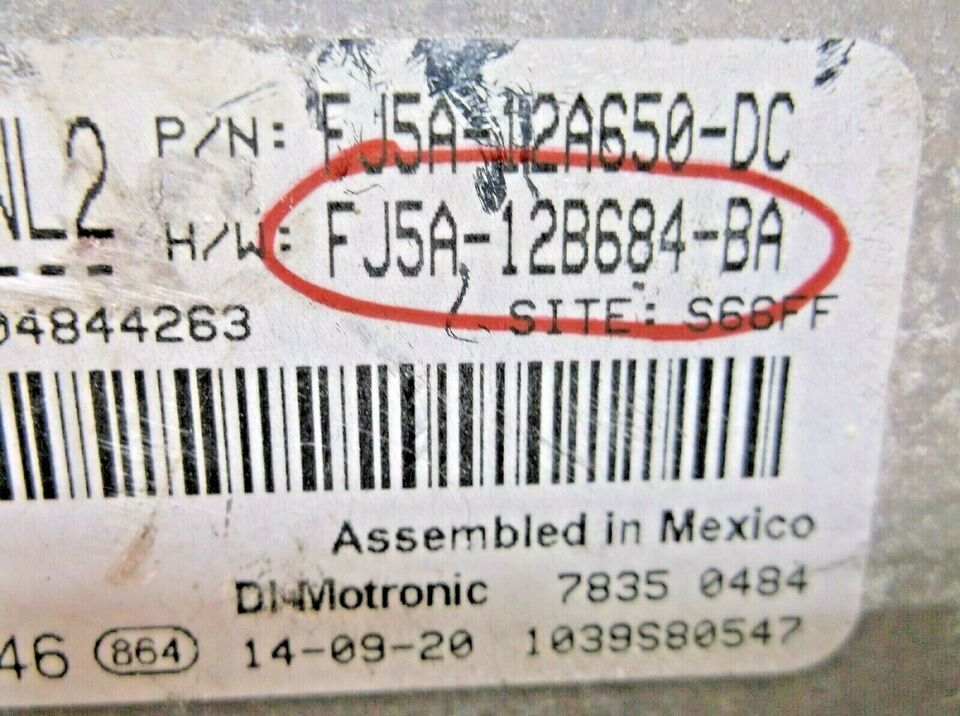 P/N: FJ5A-12A650-DC
NL2
H/W: FJ5A-12B684-BA
04844263
SITE: S66FF
Assembled in Mexico
DI-Motronic 7835 0484
46 864 14-09-20 1039S80547